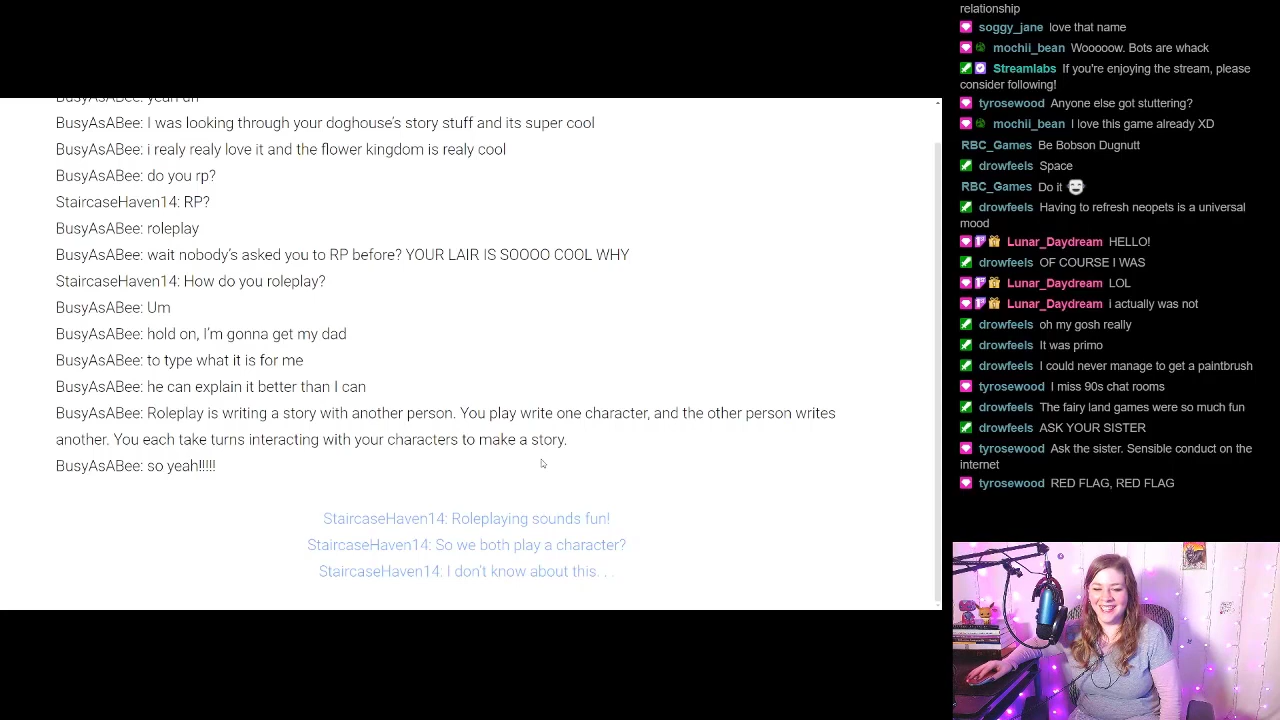 BusyAsABee: yeah uh
BusyAsABee: I was looking through your doghouse's story stuff and its super cool
BusyAsABee: i realy realy love it and the flower kingdom is realy cool
BusyAsABee: do you rp?
StaircaseHaven14: RP?
BusyAsABee: roleplay
BusyAsABee: wait nobody's asked you to RP before? YOUR LAIR IS SOOOO COOL WHY
StaircaseHaven14: How do you roleplay?
BusyAsABee: Um
BusyAsABee: hold on, I'm gonna get my dad
BusyAsABee: to type what it is for me
BusyAsABee: he can explain it better than I can
BusyAsABee: Roleplay is writing a story with another person. You play write one character, and the other person writes
another. You each take turns interacting with your characters to make a story.
BusyAsABee: so yeah!!!!!
StaircaseHaven14: Roleplaying sounds fun!
StaircaseHaven14: So we both play a character?
StaircaseHaven14: I don't know about this. . .
relationship
soggy_jane love that name
mochii_bean Wooooow. Bots are whack
Streamlabs If you're enjoying the stream, please
consider following!
tyrosewood Anyone else got stuttering?
mochii_bean I love this game already XD
RBC_Games Be Bobson Dugnutt
drowfeels Space
RBC_Games Do it
drowfeels Having to refresh neopets is a universal
mood
Lunar_Daydream HELLO!
drowfeels OF COURSE I WAS
Lunar_Daydream LOL
Lunar_Daydream i actually was not
drowfeels oh my gosh really
drowfeels It was primo
drowfeels I could never manage to get a paintbrush
tyrosewood I miss 90s chat rooms
drowfeels The fairy land games were so much fun
drowfeels ASK YOUR SISTER
tyrosewood Ask the sister. Sensible conduct on the
internet
tyrosewood RED FLAG, RED FLAG